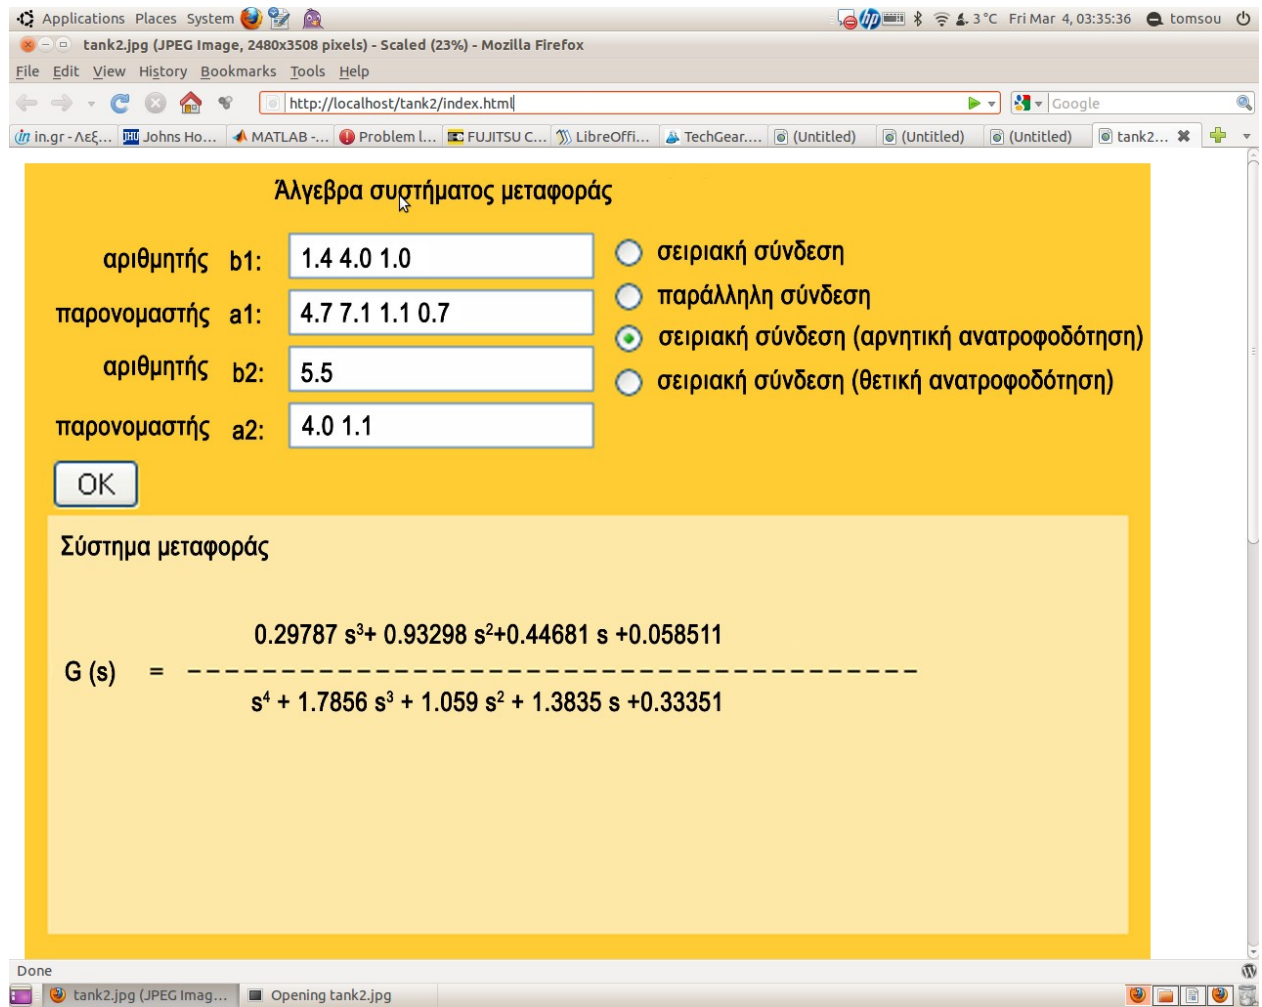 Applications Places System 3 °C Fri Mar 4, 03:35:36 tomsou
tank2.jpg (JPEG Image, 2480x3508 pixels) - Scaled (23%) - Mozilla Firefox
File Edit View History Bookmarks Tools Help
http://localhost/tank2/index.html Google
in.gr - Λεξ... Johns Ho... MATLAB -... Problem l... FUJITSU C... LibreOffi... TechGear.... (Untitled) (Untitled) (Untitled) tank2...
Άλγεβρα συστήματος μεταφοράς
αριθμητής b1: 1.4 4.0 1.0
παρονομαστής a1: 4.7 7.1 1.1 0.7
αριθμητής b2: 5.5
παρονομαστής a2: 4.0 1.1
σειριακή σύνδεση
παράλληλη σύνδεση
σειριακή σύνδεση (αρνητική ανατροφοδότηση)
σειριακή σύνδεση (θετική ανατροφοδότηση)
OK
Σύστημα μεταφοράς
0.29787 s³+ 0.93298 s²+0.44681 s +0.058511
G (s) = ----------------------------------------
s⁴ + 1.7856 s³ + 1.059 s² + 1.3835 s +0.33351
Done
tank2.jpg (JPEG Imag... Opening tank2.jpg